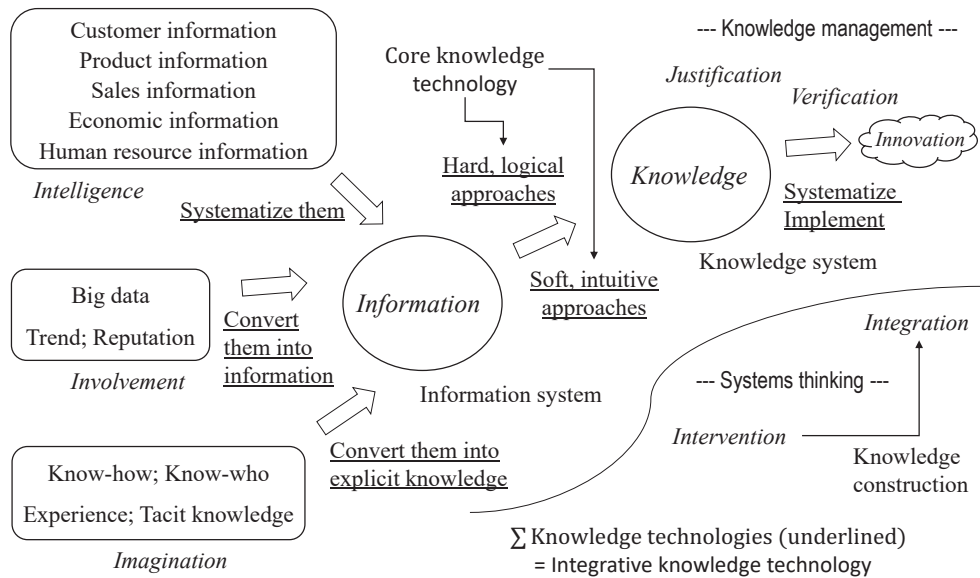 Customer information
Product information
Sales information
Economic information
Human resource information
Intelligence
Systematize them
Big data
Trend; Reputation
Involvement
Convert
them into
information
Know-how; Know-who
Experience; Tacit knowledge
Imagination
Convert them into
explicit knowledge
Information
Information system
Core knowledge
technology
Hard, logical
approaches
Soft, intuitive
approaches
--- Knowledge management ---
Justification
Verification
Knowledge
Innovation
Systematize
Implement
Knowledge system
Integration
--- Systems thinking ---
Intervention
Knowledge
construction
∑ Knowledge technologies (underlined)
= Integrative knowledge technology